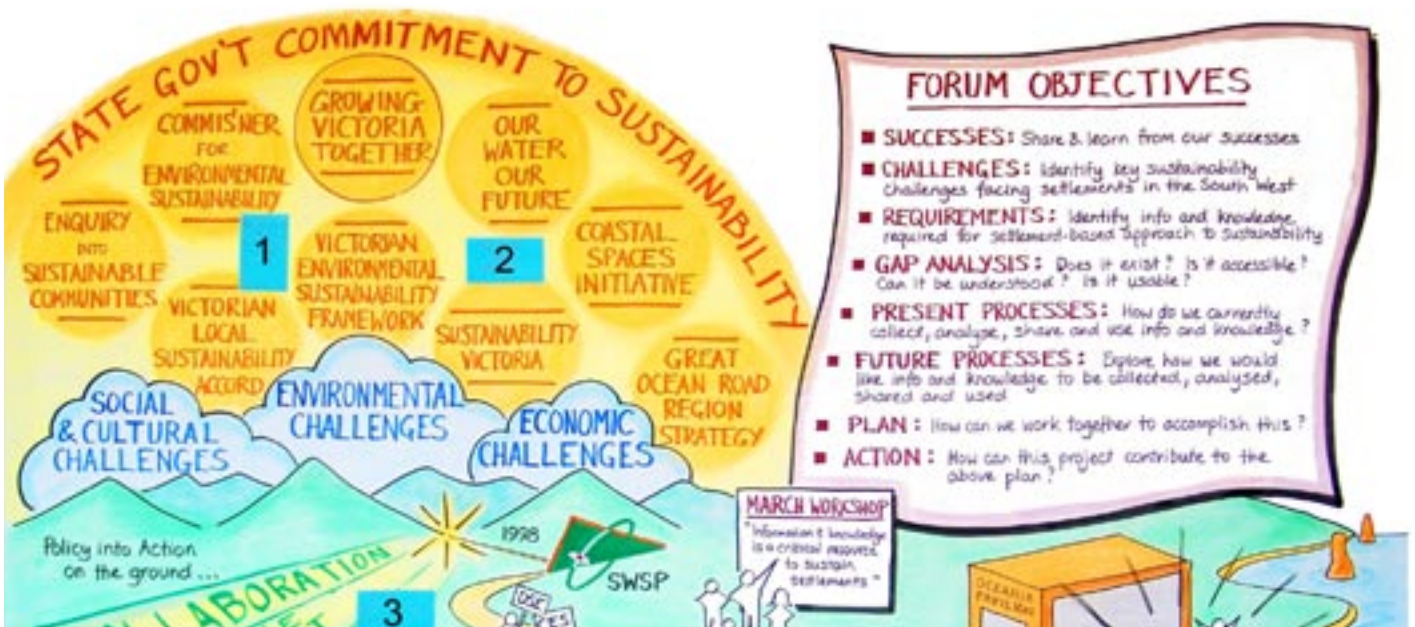 STATE GOV'T COMMITMENT TO SUSTAINABILITY
GROWING
VICTORIA
TOGETHER
COMMIS'NER
FOR
ENVIRONMENTAL
SUSTAINABILITY
OUR
WATER
OUR
FUTURE
ENQUIRY
INTO
SUSTAINABLE
COMMUNITIES
1
VICTORIAN
ENVIRONMENTAL
SUSTAINABILITY
FRAMEWORK
2
COASTAL
SPACES
INITIATIVE
VICTORIAN
LOCAL
SUSTAINABILITY
ACCORD
SUSTAINABILITY
VICTORIA
GREAT
OCEAN ROAD
REGION
STRATEGY
SOCIAL
& CULTURAL
CHALLENGES
ENVIRONMENTAL
CHALLENGES
ECONOMIC
CHALLENGES
FORUM OBJECTIVES
SUCCESSES: Share & learn from our successes
CHALLENGES: Identify key sustainability
challenges facing settlements in the South West
REQUIREMENTS: Identify info and knowledge
required for settlement-based approach to sustainability
GAP ANALYSIS: Does it exist? Is it accessible?
Can it be understood? Is it usable?
PRESENT PROCESSES: How do we currently
collect, analyse, share and use info and knowledge?
FUTURE PROCESSES: Explore how we would
like info and knowledge to be collected, analysed,
shared and used
PLAN: How can we work together to accomplish this?
ACTION: How can this project contribute to the
above plan?
MARCH WORKSHOP
"Information & knowledge
is a critical resource
to sustain
settlements"
Policy into Action
on the ground...
1998
SWSP
LABORATION
3
OCEANIA
PAVILION